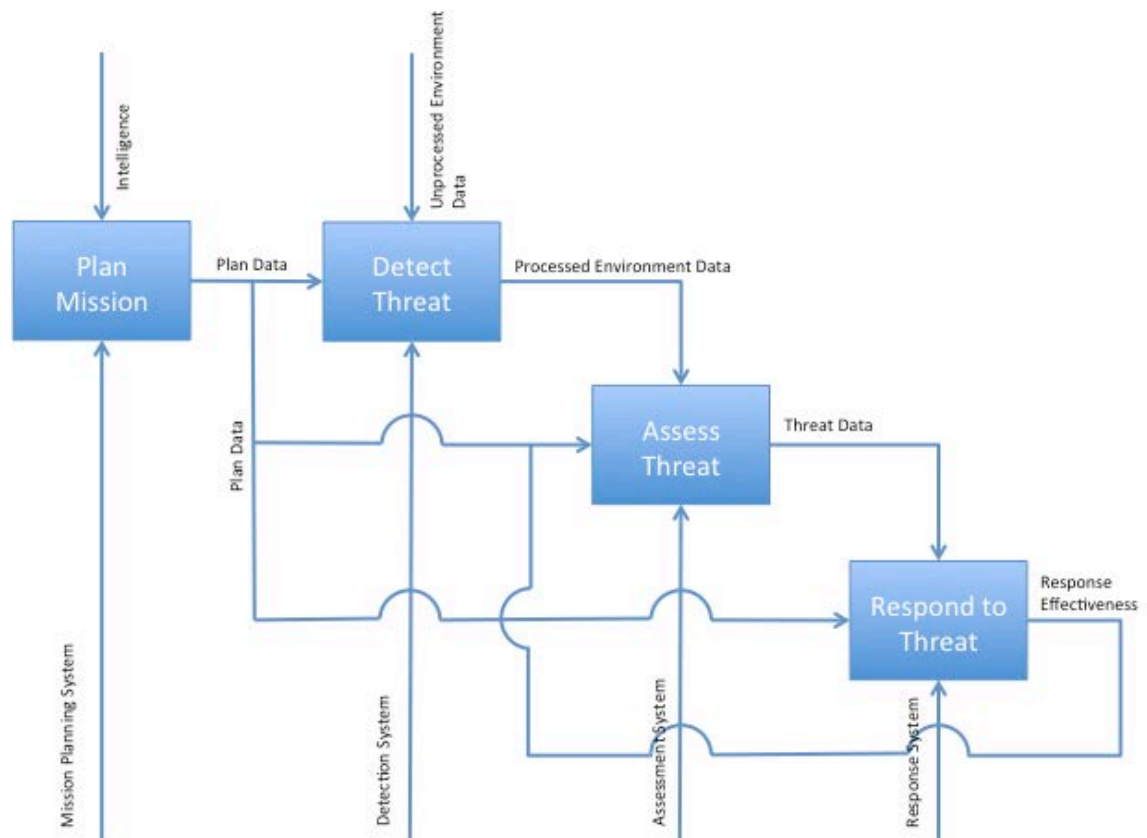 Intelligence
Unprocessed Environment
Data
Plan
Mission
Plan Data
Detect
Threat
Processed Environment Data
Plan Data
Assess
Threat
Threat Data
Respond to
Threat
Response
Effectiveness
Mission Planning System
Detection System
Assessment System
Response System